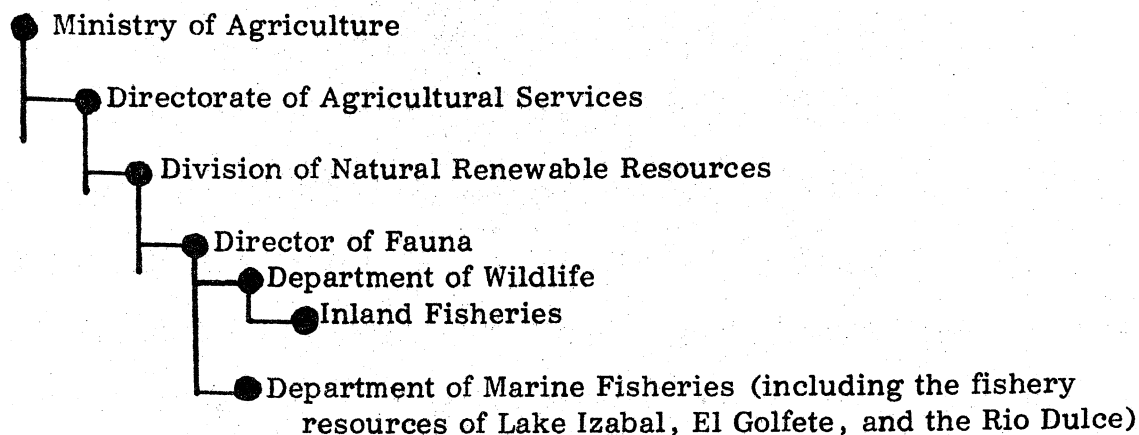 Ministry of Agriculture
Directorate of Agricultural Services
Division of Natural Renewable Resources
Director of Fauna
Department of Wildlife
Inland Fisheries
Department of Marine Fisheries (including the fishery
resources of Lake Izabal, El Golfete, and the Rio Dulce)